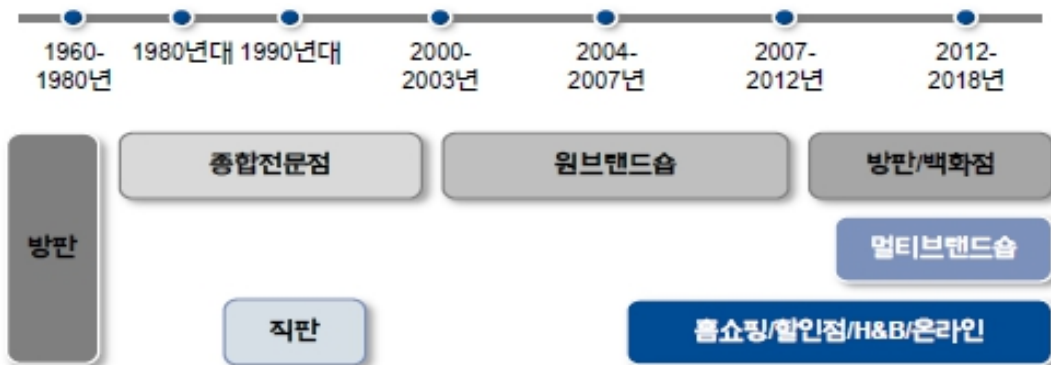 1960-
1980년
1980년대
1990년대
2000-
2003년
2004-
2007년
2007-
2012년
2012-
2018년
종합전문점
원브랜드숍
방판/백화점
방판
멀티브랜드숍
직판
홈쇼핑/할인점/H&B/온라인